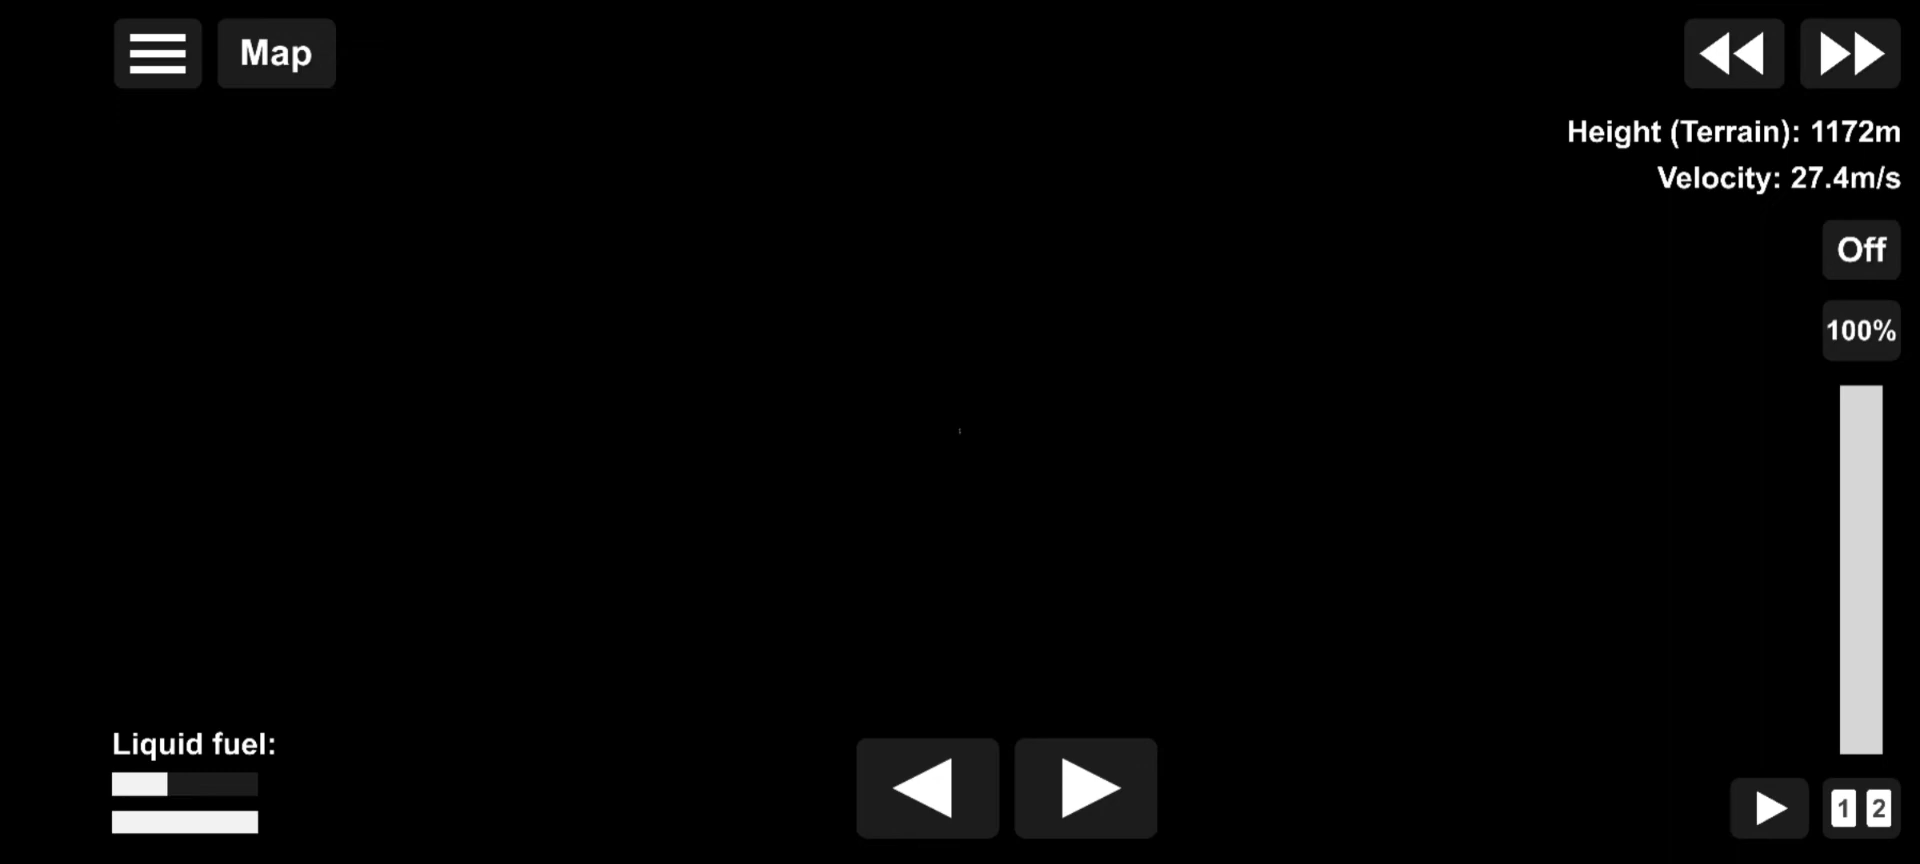 Map
Height (Terrain): 1172m
Velocity: 27.4m/s
Off
100%
Liquid fuel:
1 2